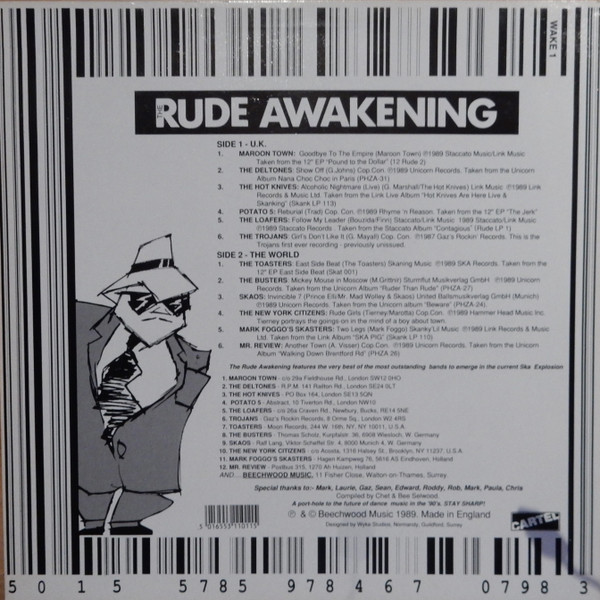 WAKE 1
THE RUDE AWAKENING
SIDE 1 - U.K.
1. MAROON TOWN: Goodbye To The Empire (Maroon Town) ℗1989 Staccato Music/Link Music
Taken from the 12" EP "Pound to the Dollar" (12 Rude 2)
2. THE DELTONES: Show Off (G.Johns) Cop Con. ℗1989 Unicorn Records. Taken from the Unicorn
Album Nana Choc Choc in Paris (PHZA-31)
3. THE HOT KNIVES: Alcoholic Nightmare (Live) (G. Marshall/The Hot Knives) Link Music ℗1989 Link
Records & Music Ltd. Taken from the Link Live Album "Hot Knives Are Here Live &
Skanking" (Skank LP 113)
4. POTATO 5: Reburial (Trad) Cop. Con. ℗1989 Rhyme 'n Reason. Taken from the 12" EP "The Jerk"
5. THE LOAFERS: Follow My Leader (Bounds/Finn) Staccato/Link Music 1989 Staccato/Link Music
℗1989 Staccato Records. Taken from the Staccato Album "Contagious" (Rude LP 1)
6. THE TROJANS: Girl's Don't Like It (G. Mayall) Cop. Con. ℗1987 Gaz's Rockin' Records. This is the
Trojans first ever recording - previously unissued.
SIDE 2 - THE WORLD
1. THE TOASTERS: East Side Beat (The Toasters) Skaning Music ℗1989 SKA Records. Taken from the
12" EP East Side Beat (Skat 001)
2. THE BUSTERS: Mickey Mouse in Moscow (M.Grittnir) Sturmflut Musikverlag GmbH ℗1989 Unicorn
Records. Taken from the Unicorn Album "Ruder Than Rude" (PHZA-27)
3. SKAOS: Invincible 7 (Prince Elt/Mr. Mad Wolley & Skaos) United Ballsmusikverlag GmbH (Munich)
℗1989 Unicorn Records. Taken from the Unicorn album "Beware" (PHZA-24).
4. THE NEW YORK CITIZENS: Rude Girls (Tierney/Marotta) Cop Con. ℗1989 Hammer Head Music Inc.
Tierney portrays the goings-on in the mind of a boy about town.
5. MARK FOGGO'S SKASTERS: Two Legs (Mark Foggo) Skanky'Lil Music ℗1989 Link Records & Music
Ltd. Taken from the Link Album "SKA PIG" (Skank LP 110)
6. MR. REVIEW: Another Town (A. Visser) Cop.Con. ℗1989 Unicorn Records. Taken from the Unicorn
Album "Walking Down Brentford Rd" (PHZA 26)
The Rude Awakening features the very best of the most outstanding bands to emerge in the current Ska Explosion
1. MAROON TOWN - c/o 29a Fieldhouse Rd., London SW12 0HO
2. THE DELTONES - R.P.M. 141 Railton Rd., London SE24 0LT
3. THE HOT KNIVES - PO Box 164, London SE13 5QN
4. POTATO 5 - Abstract, 10 Tiverton Rd., London NW10
5. THE LOAFERS - c/o 26a Craven Rd., Newbury, Bucks, RE14 5NE
6. TROJANS - Gaz's Rockin Records, 8 Orme Sq., London W2 4RS
7. TOASTERS - Moon Records, 244 W. 16th, NY, NY 10011, U.S.A.
8. THE BUSTERS - Thomas Scholz, Kurpfalzstr. 36, 6908 Wiesloch, W. Germany
9. SKAOS - Ralf Lang, Viktor-Scheffel Str. 4, 8000 Munich 4, W. Germany
10. THE NEW YORK CITIZENS - c/o Acosta, 1316 Halsey St., Brooklyn, NY 11237, U.S.A.
11. MARK FOGGO'S SKASTERS - Hagen Kampweg 78, 5616 AS Eindhoven, Holland
12. MR. REVIEW - Postbus 315, 1270 Ah Huizen, Holland
AND... BEECHWOOD MUSIC, 11 Fisher Close, Walton-on-Thames, Surrey.
Special thanks to:- Mark, Laurie, Gaz, Sean, Edward, Roddy, Rob, Mark, Paula, Chris
Compiled by Chet & Bee Selwood.
A port-hole to the future of dance music in the '90's. STAY SHARP!
℗ & © Beechwood Music 1989. Made in England
Designed by Wyke Studios, Normandy, Guildford, Surrey
5 016553 110115
CARTEL
5015 5785 978467 07983